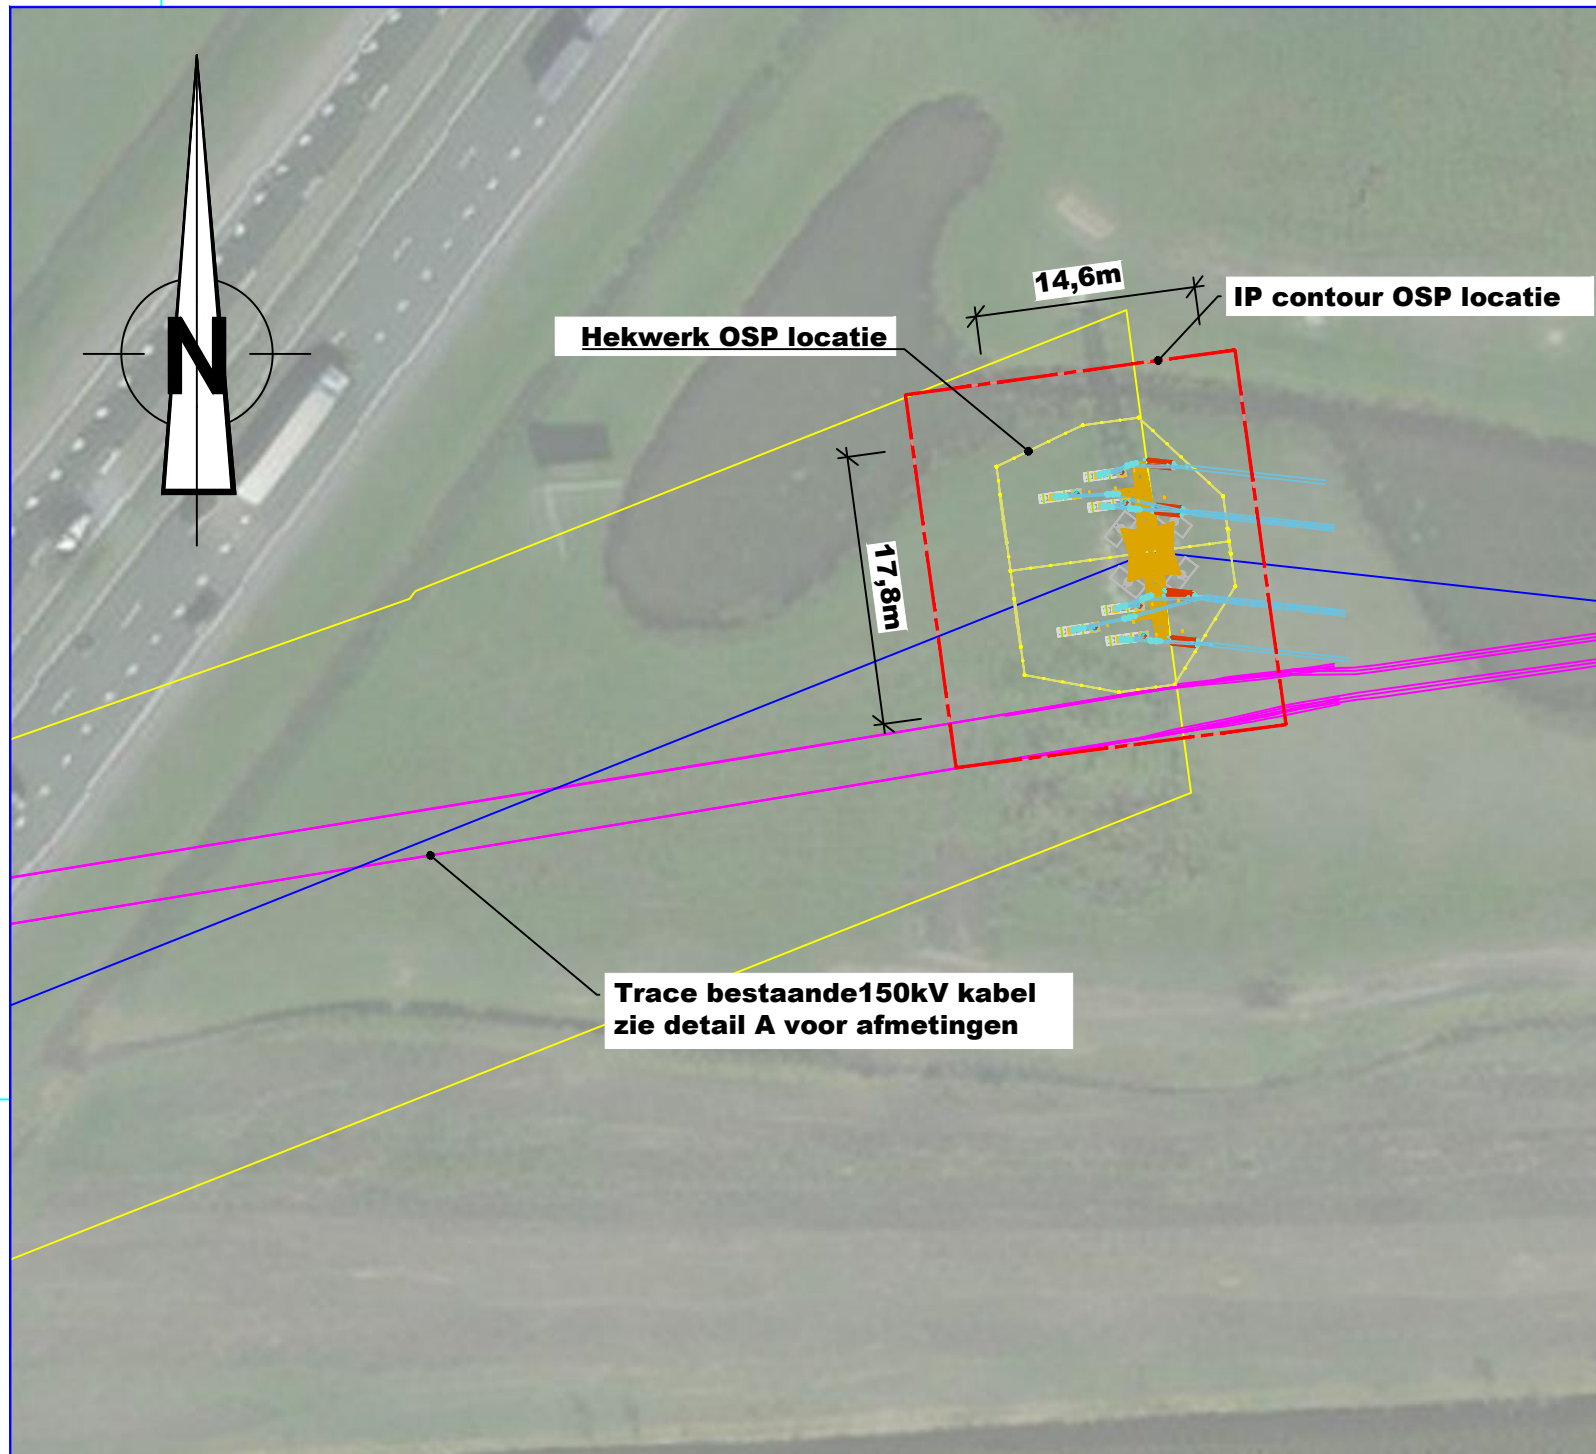 N
14,6m
IP contour OSP locatie
Hekwerk OSP locatie
17,8m
Trace bestaande150kV kabel
zie detail A voor afmetingen